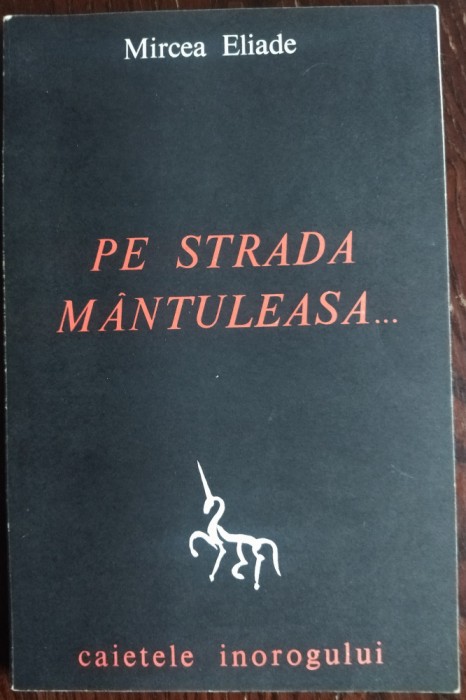 Mircea Eliade
PE STRADA
MÂNTULEASA...
caietele inorogului